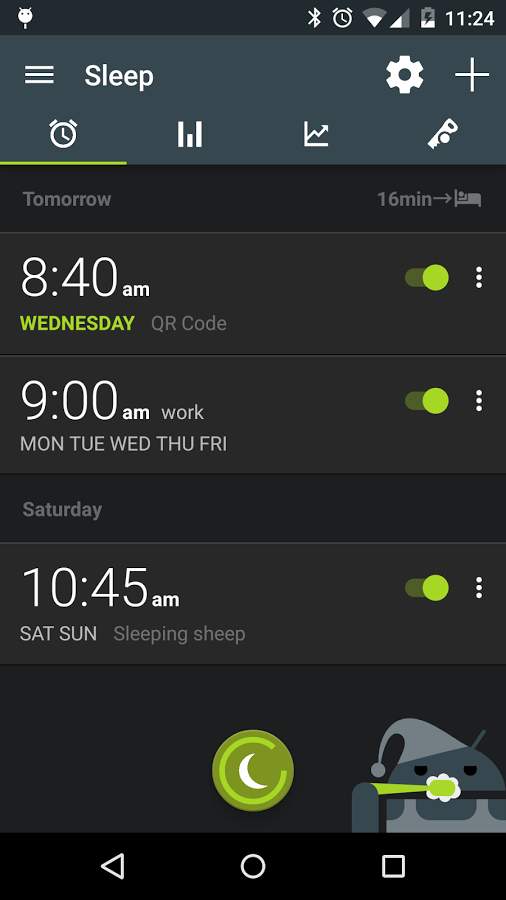 11:24
Sleep
Tomorrow 16min→
8:40 am
WEDNESDAY QR Code
9:00 am work
MON TUE WED THU FRI
Saturday
10:45 am
SAT SUN Sleeping sheep